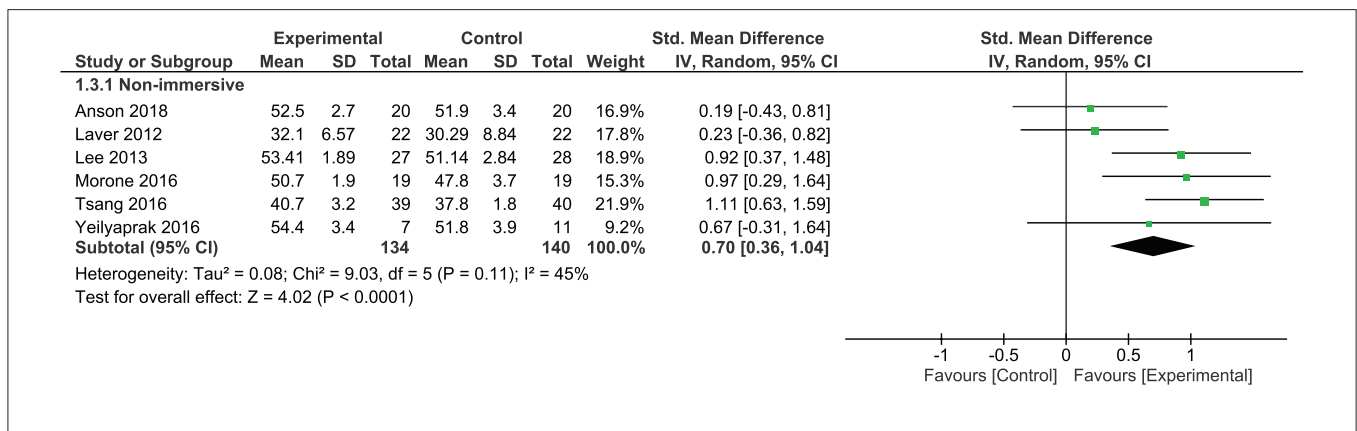 Experimental Control Std. Mean Difference Std. Mean Difference
Study or Subgroup Mean SD Total Mean SD Total Weight IV, Random, 95% CI IV, Random, 95% CI
1.3.1 Non-immersive
Anson 2018 52.5 2.7 20 51.9 3.4 20 16.9% 0.19 [-0.43, 0.81]
Laver 2012 32.1 6.57 22 30.29 8.84 22 17.8% 0.23 [-0.36, 0.82]
Lee 2013 53.41 1.89 27 51.14 2.84 28 18.9% 0.92 [0.37, 1.48]
Morone 2016 50.7 1.9 19 47.8 3.7 19 15.3% 0.97 [0.29, 1.64]
Tsang 2016 40.7 3.2 39 37.8 1.8 40 21.9% 1.11 [0.63, 1.59]
Yeilyaprak 2016 54.4 3.4 7 51.8 3.9 11 9.2% 0.67 [-0.31, 1.64]
Subtotal (95% CI) 134 140 100.0% 0.70 [0.36, 1.04]
Heterogeneity: Tau² = 0.08; Chi² = 9.03, df = 5 (P = 0.11); I² = 45%
Test for overall effect: Z = 4.02 (P < 0.0001)
-1 -0.5 0 0.5 1
Favours [Control] Favours [Experimental]